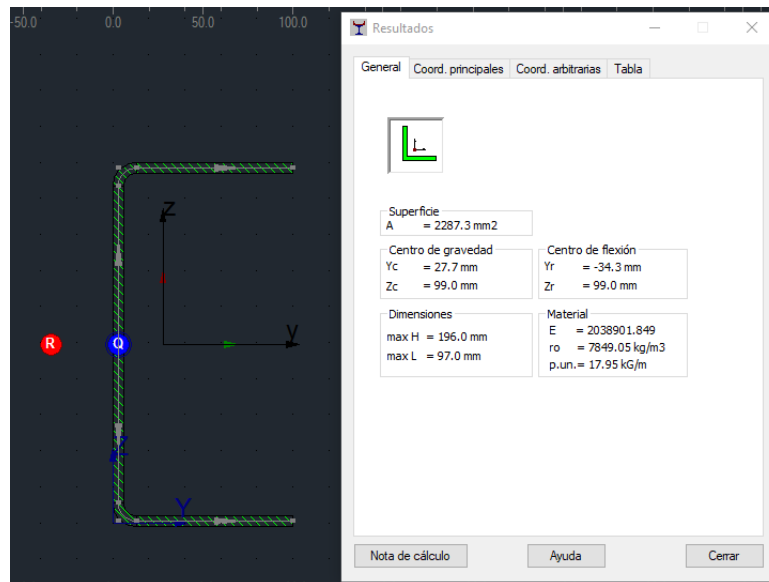 -50.0 0.0 50.0 100.0
R
Q
Z
y
Z
Y
Resultados
General Coord. principales Coord. arbitrarias Tabla
Superficie
A = 2287.3 mm2
Centro de gravedad
Yc = 27.7 mm
Zc = 99.0 mm
Centro de flexión
Yr = -34.3 mm
Zr = 99.0 mm
Dimensiones
max H = 196.0 mm
max L = 97.0 mm
Material
E = 2038901.849
ro = 7849.05 kg/m3
p.un.= 17.95 kG/m
Nota de cálculo Ayuda Cerrar